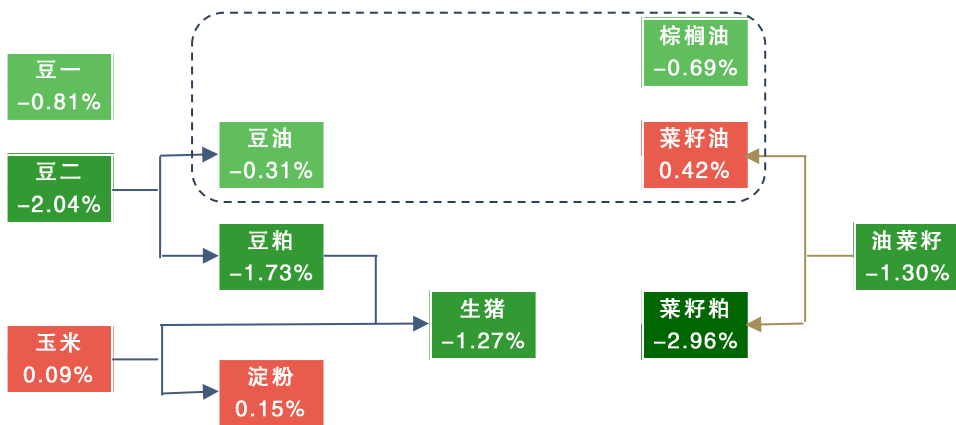 棕榈油
-0.69%
豆一
-0.81%
豆油
-0.31%
菜籽油
0.42%
豆二
-2.04%
豆粕
-1.73%
油菜籽
-1.30%
生猪
-1.27%
菜籽粕
-2.96%
玉米
0.09%
淀粉
0.15%